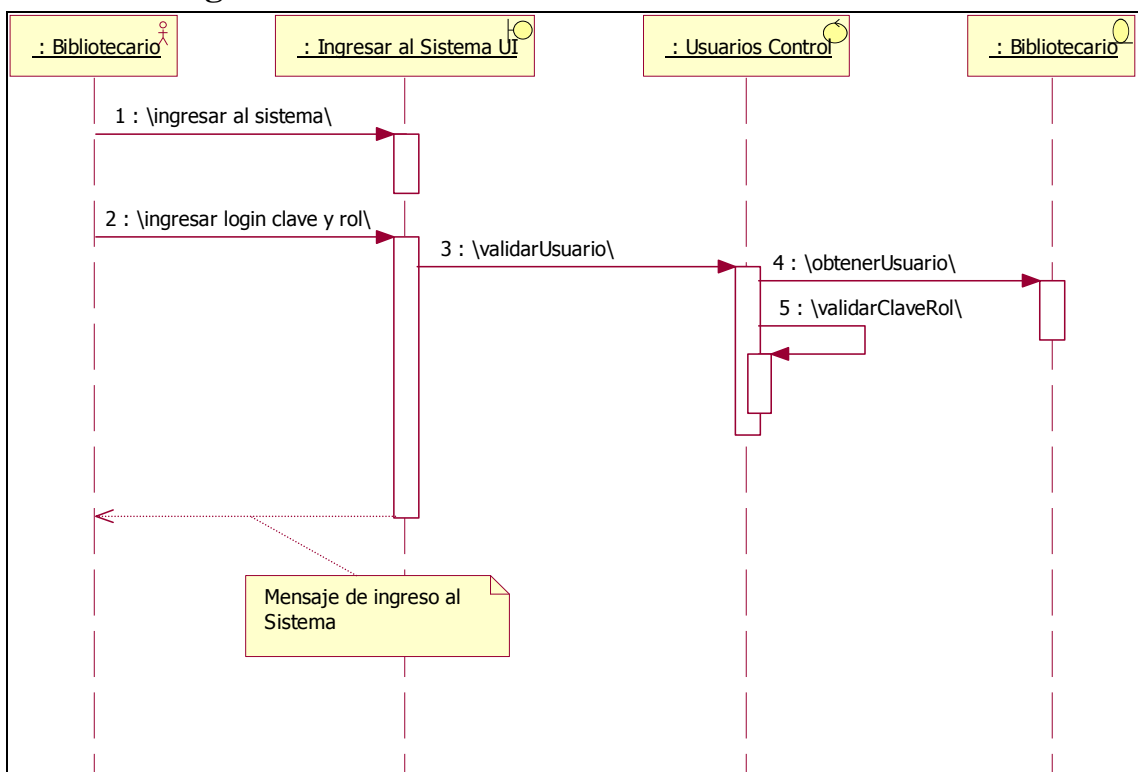 : Bibliotecario
: Ingresar al Sistema UI
: Usuarios Control
: Bibliotecario
1 : \ingresar al sistema\
2 : \ingresar login clave y rol\
3 : \validarUsuario\
4 : \obtenerUsuario\
5 : \validarClaveRol\
Mensaje de ingreso al
Sistema